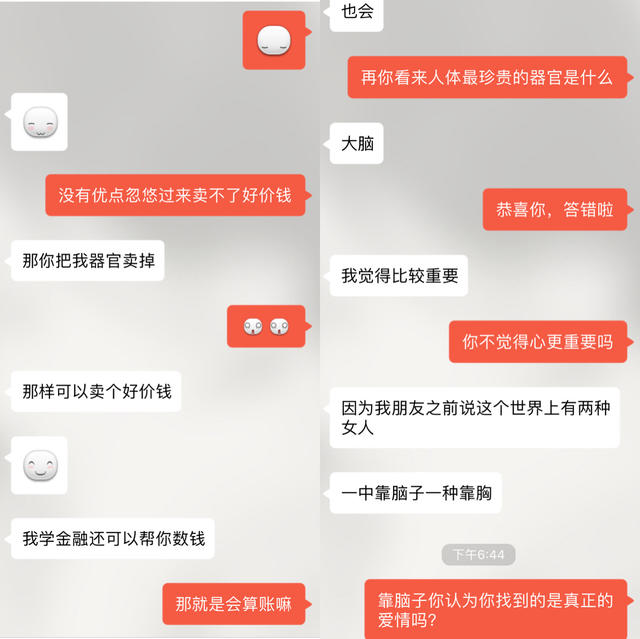 没有优点忽悠过来卖不了好价钱
那你把我器官卖掉
那样可以卖个好价钱
我学金融还可以帮你数钱
那就是会算账嘛
也会
再你看来人体最珍贵的器官是什么
大脑
恭喜你，答错啦
我觉得比较重要
你不觉得心更重要吗
因为我朋友之前说这个世界上有两种
女人
一中靠脑子一种靠胸
下午6:44
靠脑子你认为你找到的是真正的
爱情吗?